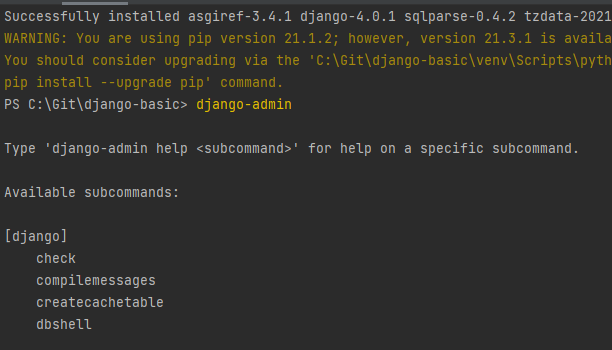 Successfully installed asgiref-3.4.1 django-4.0.1 sqlparse-0.4.2 tzdata-2021
WARNING: You are using pip version 21.1.2; however, version 21.3.1 is availa
You should consider upgrading via the 'C:\Git\django-basic\venv\Scripts\pyth
pip install --upgrade pip' command.
PS C:\Git\django-basic> django-admin
Type 'django-admin help <subcommand>' for help on a specific subcommand.
Available subcommands:
[django]
check
compilemessages
createcachetable
dbshell